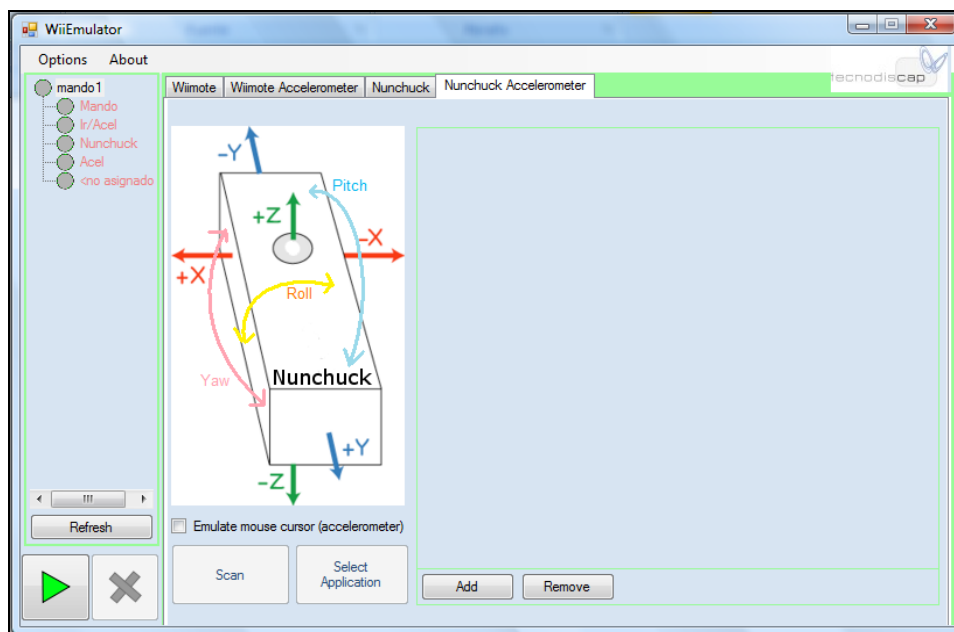 WiiEmulator
Options About
mando1
Mando
Ir/Acel
Nunchuck
Acel
<no asignado
Refresh
Wiimote Wiimote Accelerometer Nunchuck Nunchuck Accelerometer
tecnodiscap
-Y
Pitch
+Z
-X
+X
Roll
Yaw
Nunchuck
+Y
-Z
Emulate mouse cursor (accelerometer)
Scan
Select
Application
Add Remove